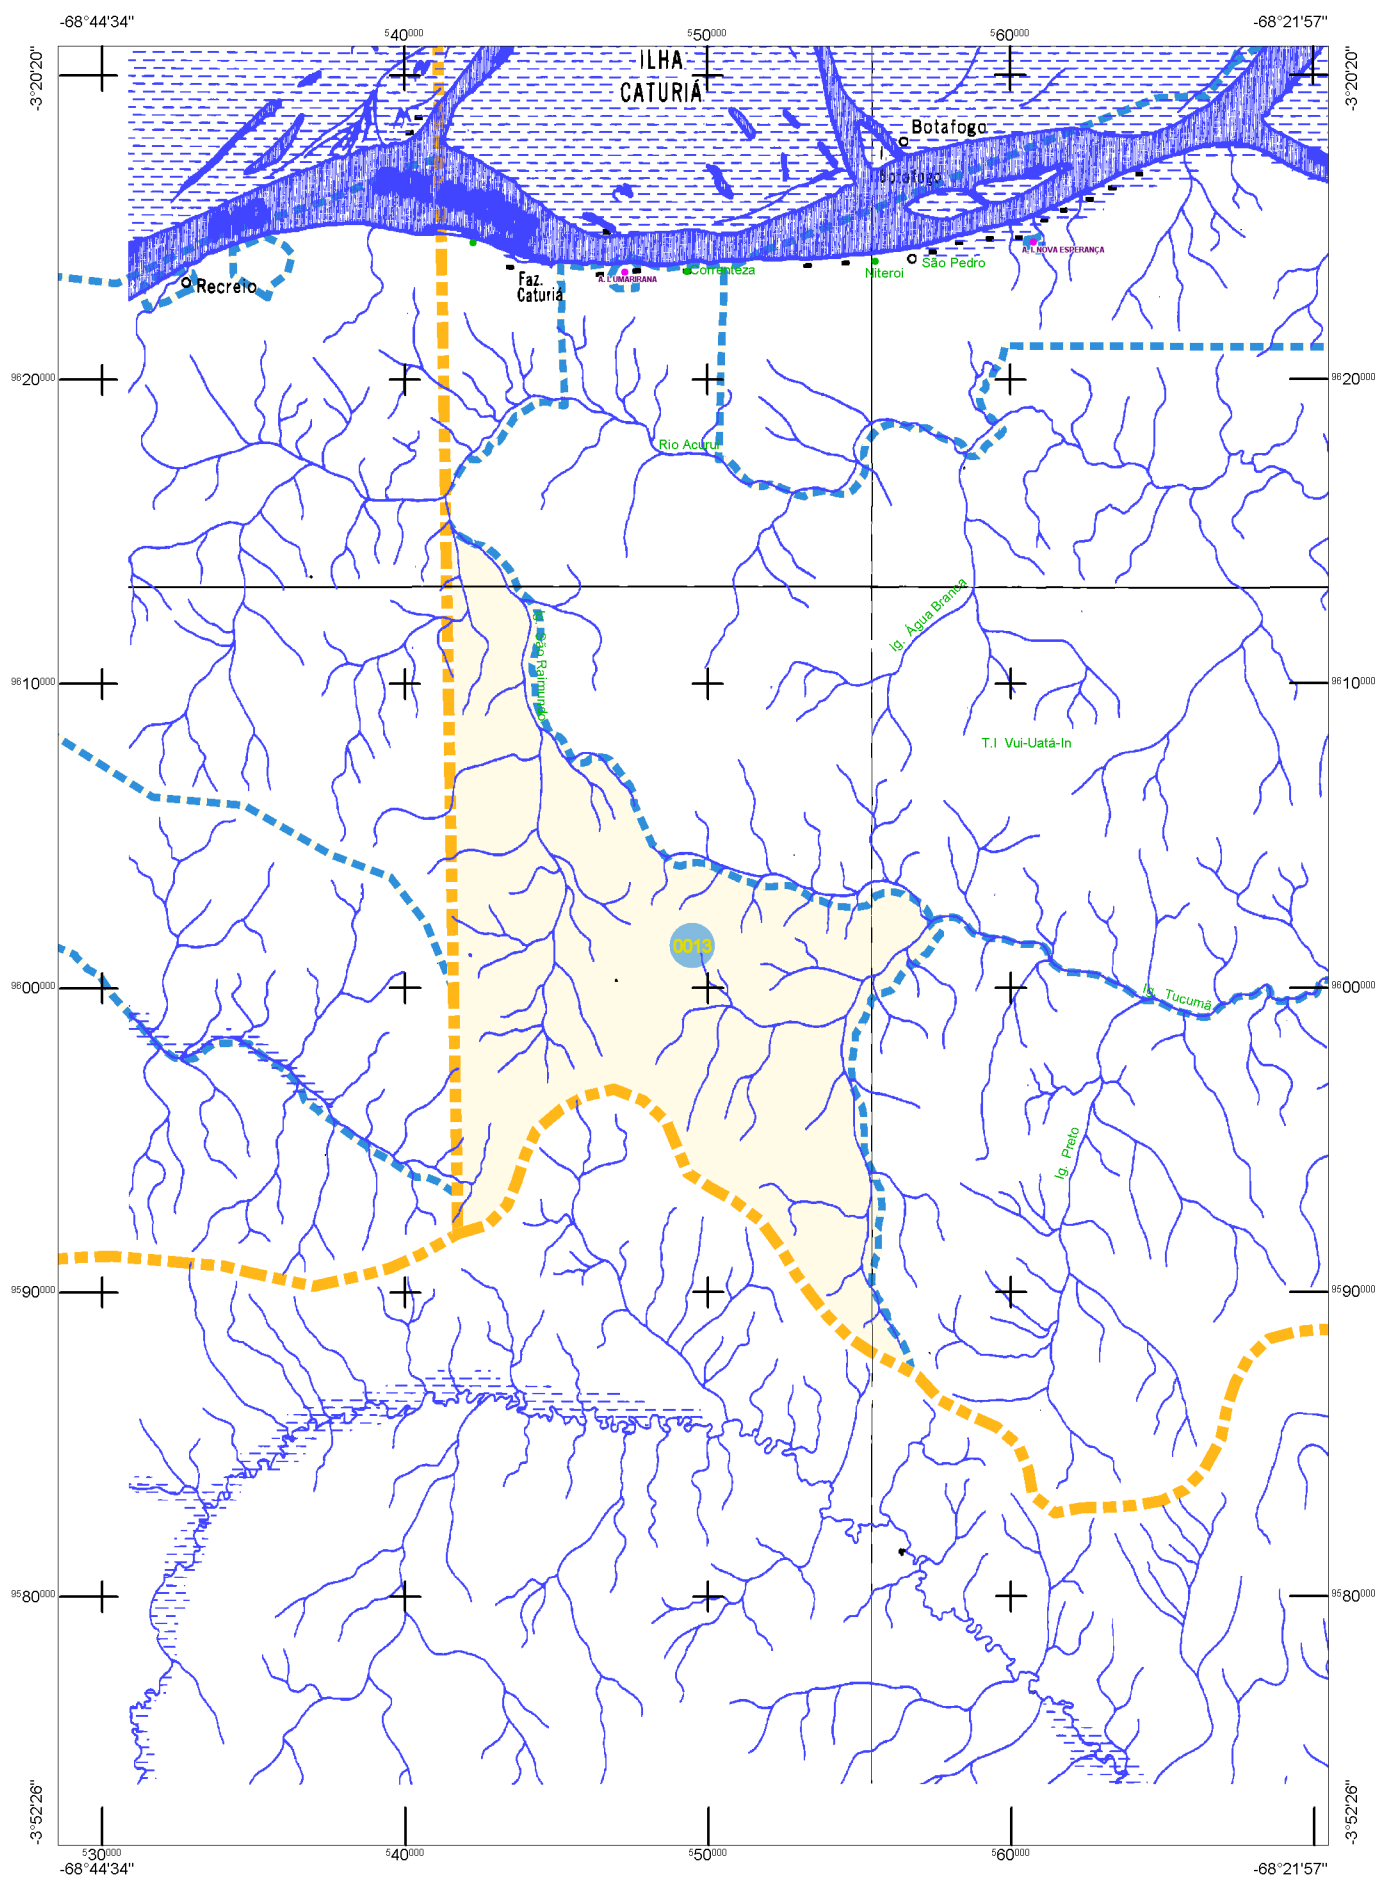 -68°44'34"
-68°21'57"
540000
550000
560000
-3°20'20"
-3°20'20"
ILHA
CATURIÁ
Botafogo
Botafogo
A. I. NOVA ESPERANÇA
São Pedro
Niteroi
Correnteza
A. I. UMARIRANA
Faz.
Caturiá
Recreio
9620000
9620000
Rio Acuruí
Ig. Água Branca
Ig. São Raimundo
9610000
9610000
T.I Vui-Uatá-In
0013
9600000
9600000
Ig. Tucumã
Ig. Preto
9590000
9590000
9580000
9580000
-3°52'26"
-3°52'26"
530000
540000
550000
560000
-68°44'34"
-68°21'57"